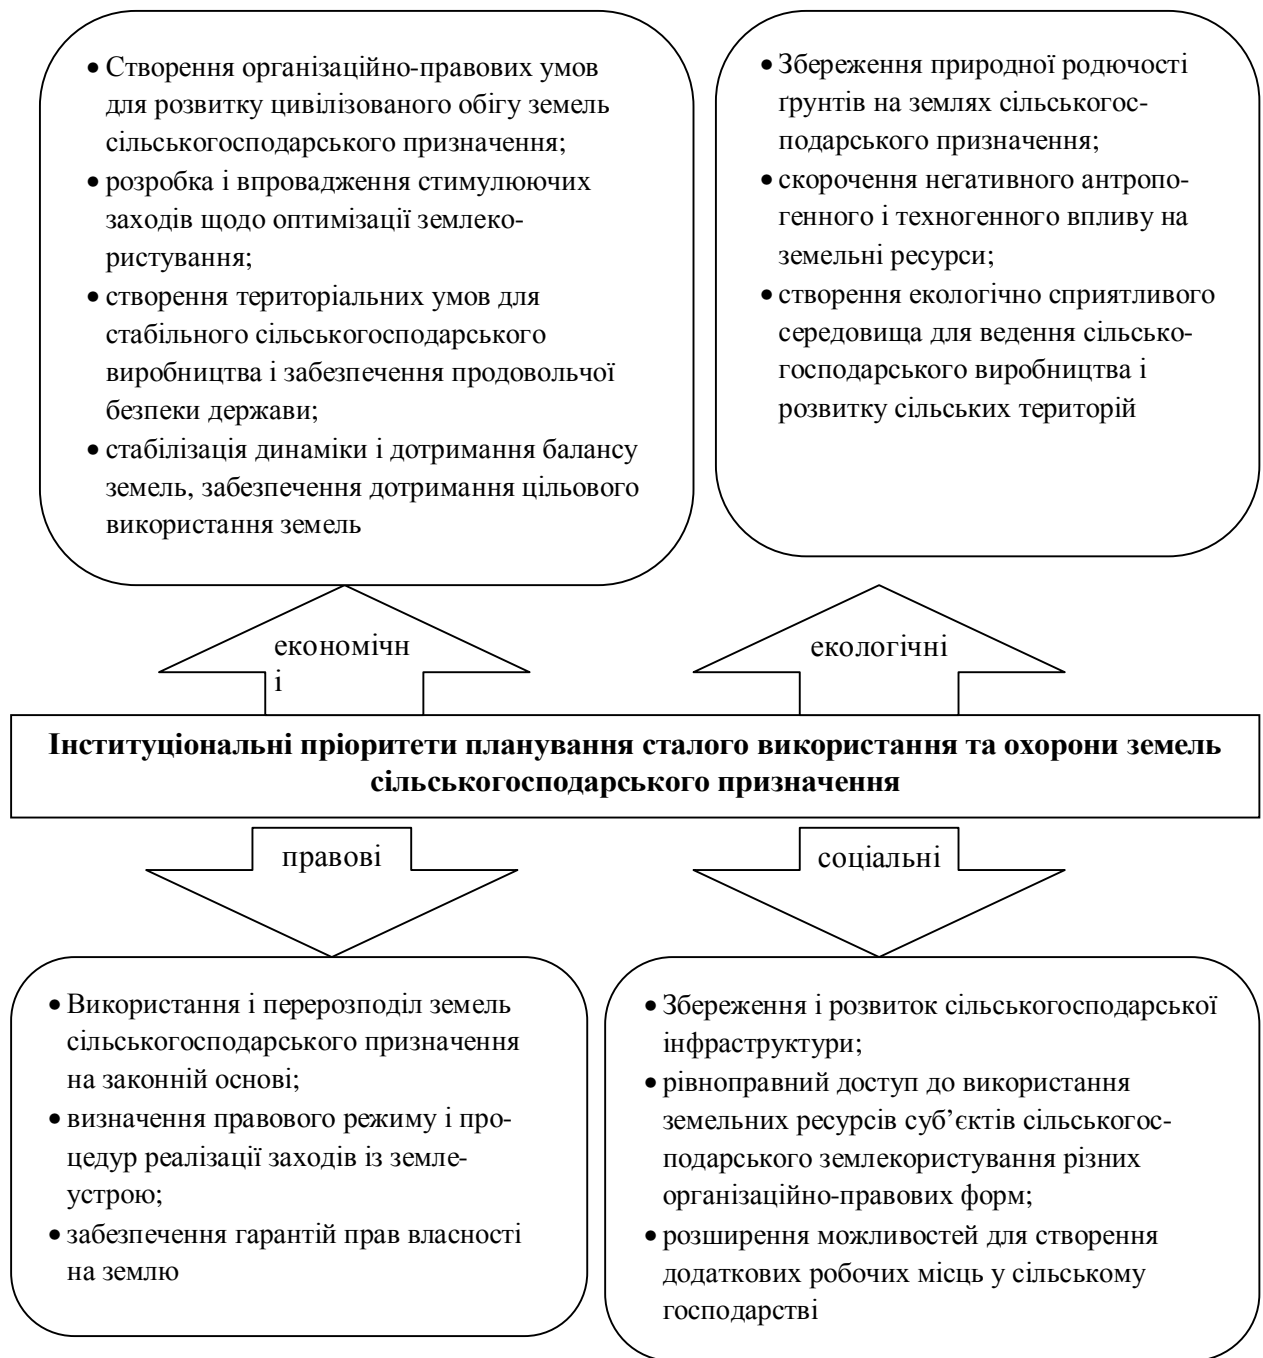 • Створення організаційно-правових умов
для розвитку цивілізованого обігу земель
сільськогосподарського призначення;
• розробка і впровадження стимулюючих
заходів щодо оптимізації землеко-
ристування;
• створення територіальних умов для
стабільного сільськогосподарського
виробництва і забезпечення продовольчої
безпеки держави;
• стабілізація динаміки і дотримання балансу
земель, забезпечення дотримання цільового
використання земель
• Збереження природної родючості
ґрунтів на землях сільськогос-
подарського призначення;
• скорочення негативного антропо-
генного і техногенного впливу на
земельні ресурси;
• створення екологічно сприятливого
середовища для ведення сільсько-
господарського виробництва і
розвитку сільських територій
економічн
і
екологічні
Інституціональні пріоритети планування сталого використання та охорони земель
сільськогосподарського призначення
правові
соціальні
• Використання і перерозподіл земель
сільськогосподарського призначення
на законній основі;
• визначення правового режиму і про-
цедур реалізації заходів із земле-
устрою;
• забезпечення гарантій прав власності
на землю
• Збереження і розвиток сільськогосподарської
інфраструктури;
• рівноправний доступ до використання
земельних ресурсів суб’єктів сільськогос-
подарського землекористування різних
організаційно-правових форм;
• розширення можливостей для створення
додаткових робочих місць у сільському
господарстві